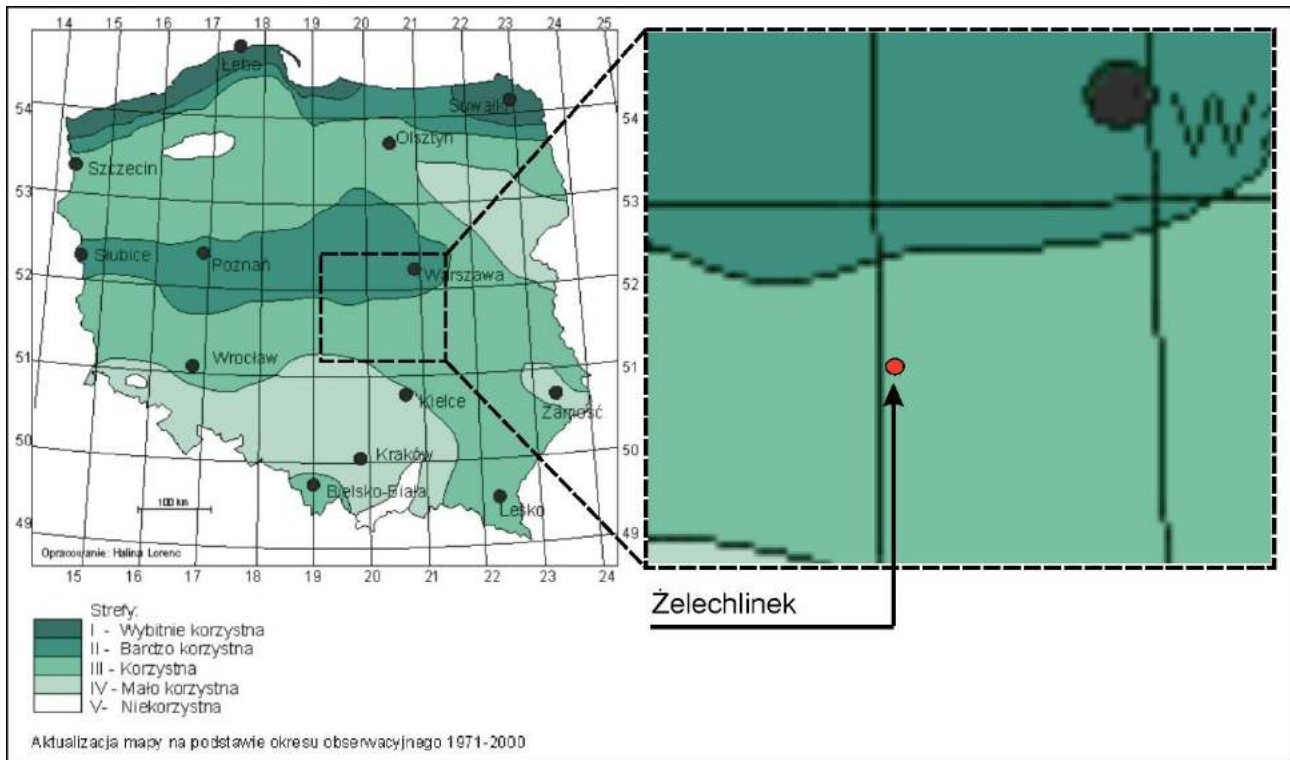 14 15 16 17 18 19 20 21 22 23 24 25
Łeba
Suwałki
54
54
Olsztyn
Szczecin
53
53
Słubice
Poznań
Warszawa
W
52
52
51
51
Wrocław
Kielce
Zamość
50
50
Kraków
Bielsko-Biała
Lesko
100 km
49
49
Opracowanie: Halina Lorenc
15 16 17 18 19 20 21 22 23 24
Żelechlinek
Strefy:
I - Wybitnie korzystna
II - Bardzo korzystna
III - Korzystna
IV - Mało korzystna
V- Niekorzystna
Aktualizacja mapy na podstawie okresu obserwacyjnego 1971-2000